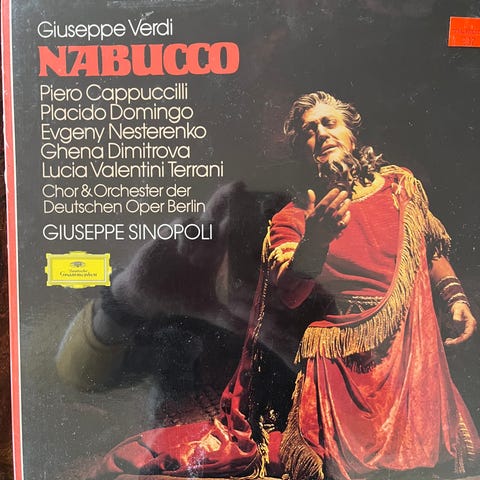 Giuseppe Verdi
NABUCCO
Piero Cappuccilli
Placido Domingo
Evgeny Nesterenko
Ghena Dimitrova
Lucia Valentini Terrani
Chor & Orchester der
Deutschen Oper Berlin
GIUSEPPE SINOPOLI
Deutsche
Grammophon